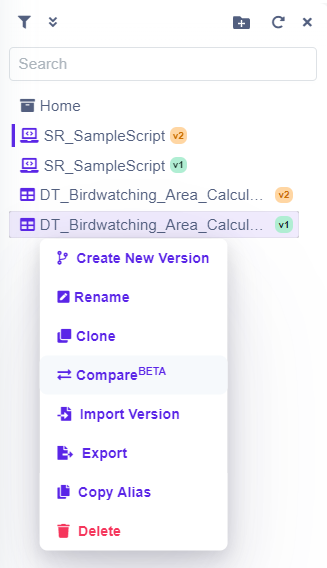 Search
Home
SR_SampleScript v2
SR_SampleScript v1
DT_Birdwatching_Area_Calcul... v2
DT_Birdwatching_Area_Calcul... v1
Create New Version
Rename
Clone
CompareBETA
Import Version
Export
Copy Alias
Delete